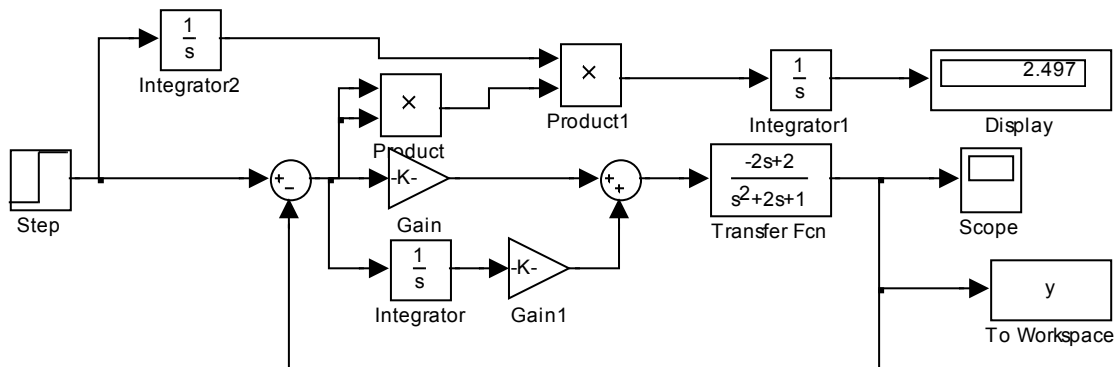 1
s
Integrator2
×
Product
×
Product1
1
s
Integrator1
2.497
Display
Step
+
−
-K-
Gain
1
s
Integrator
-K-
Gain1
+
+
-2s+2
s²+2s+1
Transfer Fcn
Scope
y
To Workspace